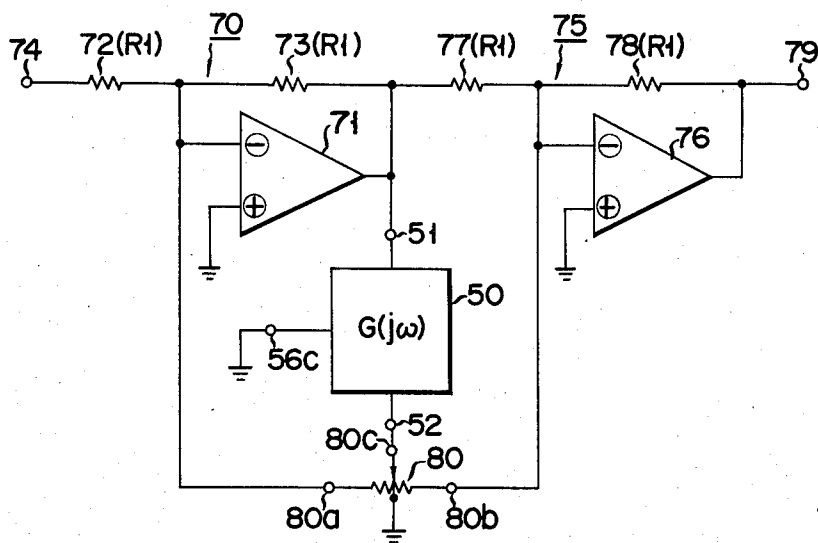 74
72(R1)
70
73(R1)
77(R1)
75
78(R1)
79
71
76
−
−
+
+
51
50
G(jω)
56C
52
80C
80
80a
80b